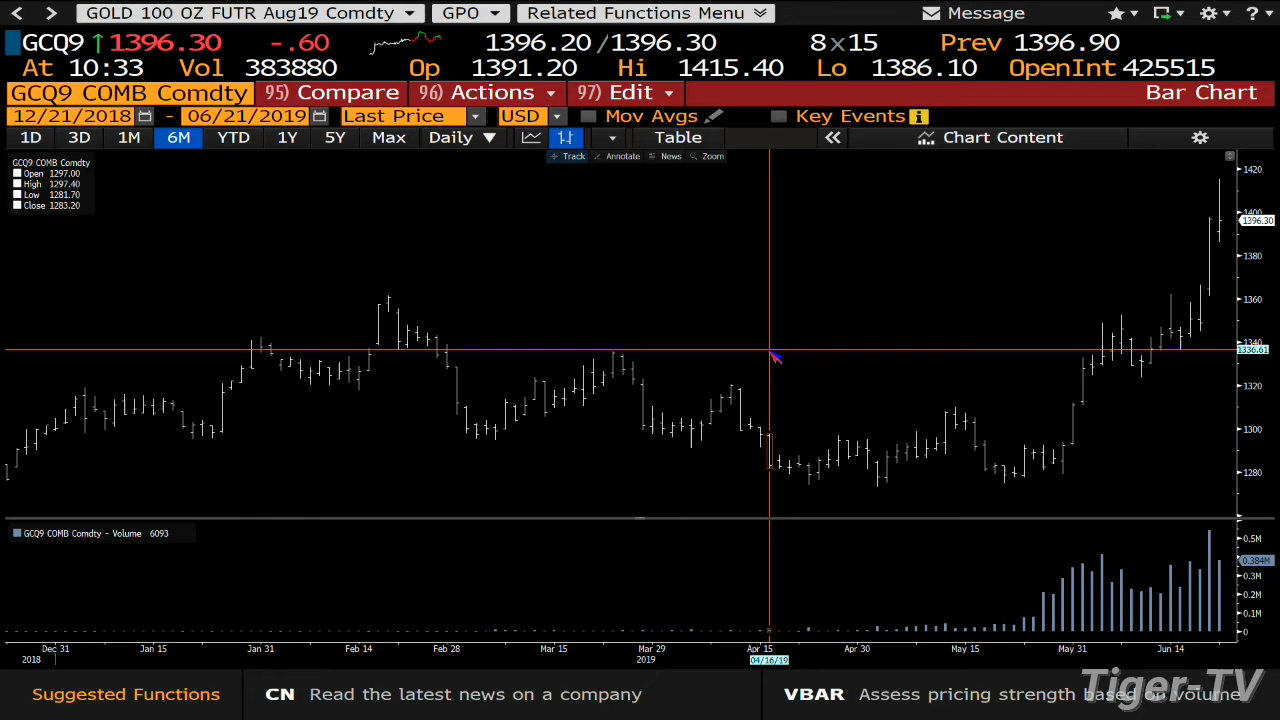 GOLD 100 OZ FUTR Aug19 Comdty GPO Related Functions Menu Message ?
GCQ9 ↑ 1396.30 -.60 1396.20/1396.30 8x15 Prev 1396.90
At 10:33 Vol 383880 Op 1391.20 Hi 1415.40 Lo 1386.10 OpenInt 425515
GCQ9 COMB Comdty 95) Compare 96) Actions 97) Edit Bar Chart
12/21/2018 - 06/21/2019 Last Price USD Mov Avgs Key Events i
1D 3D 1M 6M YTD 1Y 5Y Max Daily ▼ Table « Chart Content
Track Annotate News Zoom
GCQ9 COMB Comdty
Open 1297.00
High 1297.40
Low 1281.70
Close 1283.20
1420
1400
1396.30
1380
1360
1340
1336.61
1320
1300
1280
GCQ9 COMB Comdty - Volume 6093
0.5M
0.384M
0.3M
0.2M
0.1M
0
Dec 31 Jan 15 Jan 31 Feb 14 Feb 28 Mar 15 Mar 29 Apr 15 Apr 30 May 15 May 31 Jun 14
2018 2019 04/16/19
Suggested Functions CN Read the latest news on a company VBAR Assess pricing strength based on volume
Tiger-TV